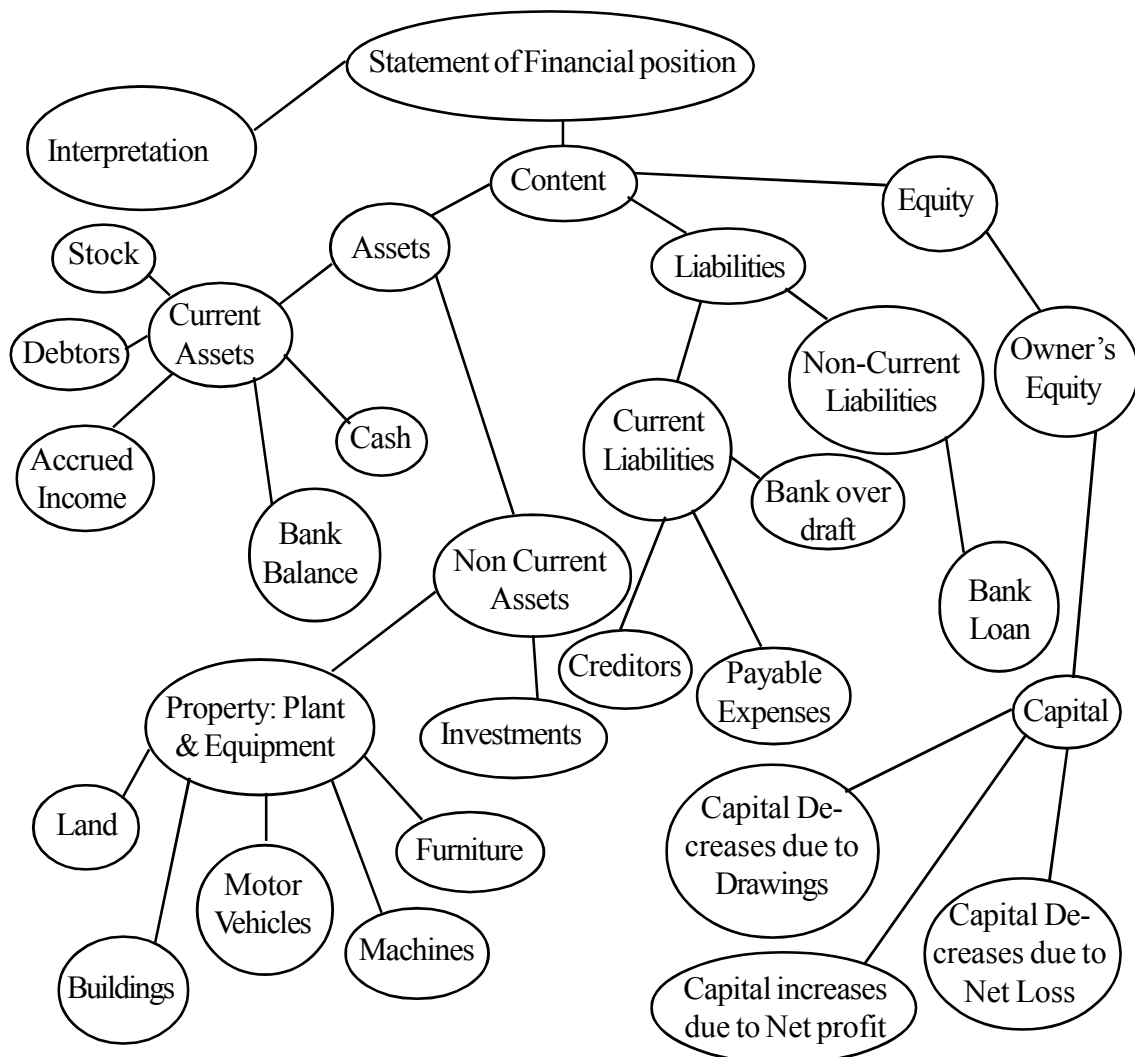 Statement of Financial position
Interpretation
Content
Equity
Assets
Stock
Liabilities
Current
Assets
Debtors
Non-Current
Liabilities
Owner’s
Equity
Current
Liabilities
Cash
Accrued
Income
Bank over
draft
Bank
Balance
Non Current
Assets
Bank
Loan
Creditors
Payable
Expenses
Property: Plant
& Equipment
Investments
Capital
Land
Furniture
Capital De-
creases due to
Drawings
Motor
Vehicles
Machines
Buildings
Capital De-
creases due to
Net Loss
Capital increases
due to Net profit